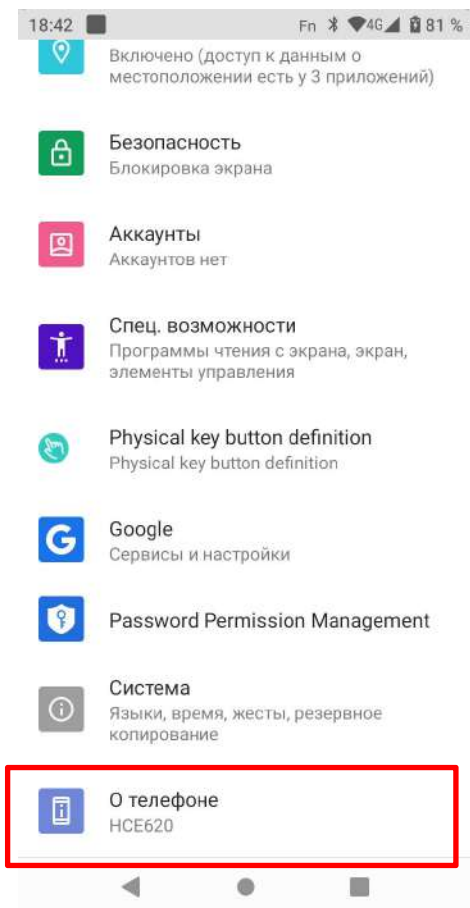 18:42 Fn 4G 81 %
Включено (доступ к данным о
местоположении есть у 3 приложений)
Безопасность
Блокировка экрана
Аккаунты
Аккаунтов нет
Спец. возможности
Программы чтения с экрана, экран,
элементы управления
Physical key button definition
Physical key button definition
Google
Сервисы и настройки
Password Permission Management
Система
Языки, время, жесты, резервное
копирование
О телефоне
HCE620